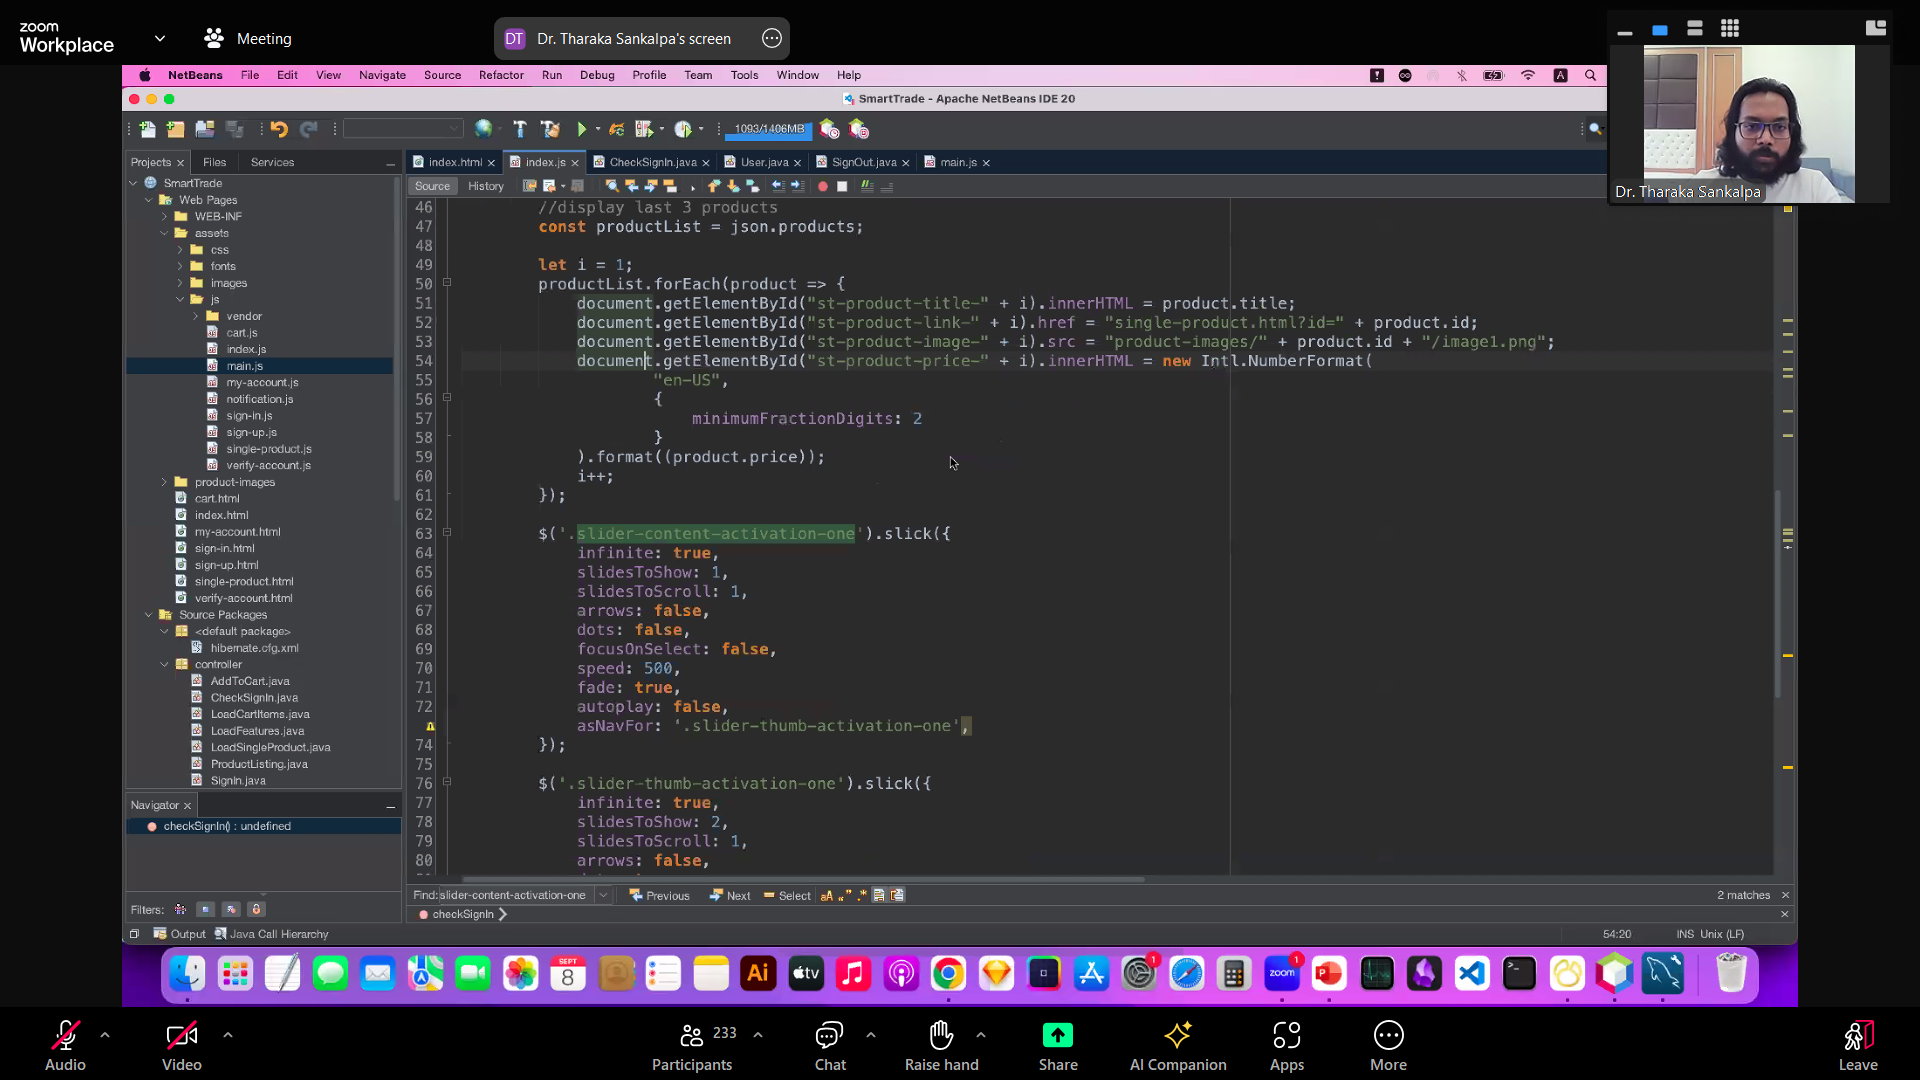 zoom
Workplace
Meeting
DT Dr. Tharaka Sankalpa's screen
NetBeans File Edit View Navigate Source Refactor Run Debug Profile Team Tools Window Help
SmartTrade - Apache NetBeans IDE 20
1093/1406MB
Dr. Tharaka Sankalpa
Projects Files Services
index.html index.js CheckSignIn.java User.java SignOut.java main.js
Source History
SmartTrade
Web Pages
WEB-INF
assets
css
fonts
images
js
vendor
cart.js
index.js
main.js
my-account.js
notification.js
sign-in.js
sign-up.js
single-product.js
verify-account.js
product-images
cart.html
index.html
my-account.html
sign-in.html
sign-up.html
single-product.html
verify-account.html
Source Packages
<default package>
hibernate.cfg.xml
controller
AddToCart.java
CheckSignIn.java
LoadCartItems.java
LoadFeatures.java
LoadSingleProduct.java
ProductListing.java
SignIn.java
Navigator
checkSignIn() : undefined
Filters:
46 //display last 3 products
47 const productList = json.products;
48
49 let i = 1;
50 productList.forEach(product => {
51 document.getElementById("st-product-title-" + i).innerHTML = product.title;
52 document.getElementById("st-product-link-" + i).href = "single-product.html?id=" + product.id;
53 document.getElementById("st-product-image-" + i).src = "product-images/" + product.id + "/image1.png";
54 document.getElementById("st-product-price-" + i).innerHTML = new Intl.NumberFormat(
55 "en-US",
56 {
57 minimumFractionDigits: 2
58 }
59 ).format((product.price));
60 i++;
61 });
62
63 $('.slider-content-activation-one').slick({
64 infinite: true,
65 slidesToShow: 1,
66 slidesToScroll: 1,
67 arrows: false,
68 dots: false,
69 focusOnSelect: false,
70 speed: 500,
71 fade: true,
72 autoplay: false,
asNavFor: '.slider-thumb-activation-one',
74 });
75
76 $('.slider-thumb-activation-one').slick({
77 infinite: true,
78 slidesToShow: 2,
79 slidesToScroll: 1,
80 arrows: false,
Find: slider-content-activation-one Previous Next Select 2 matches
checkSignIn
Output Java Call Hierarchy 54:20 INS Unix (LF)
SEPT
8
Ai
tv
zoom
1
1
Audio Video Participants 233 Chat Raise hand Share AI Companion Apps More Leave